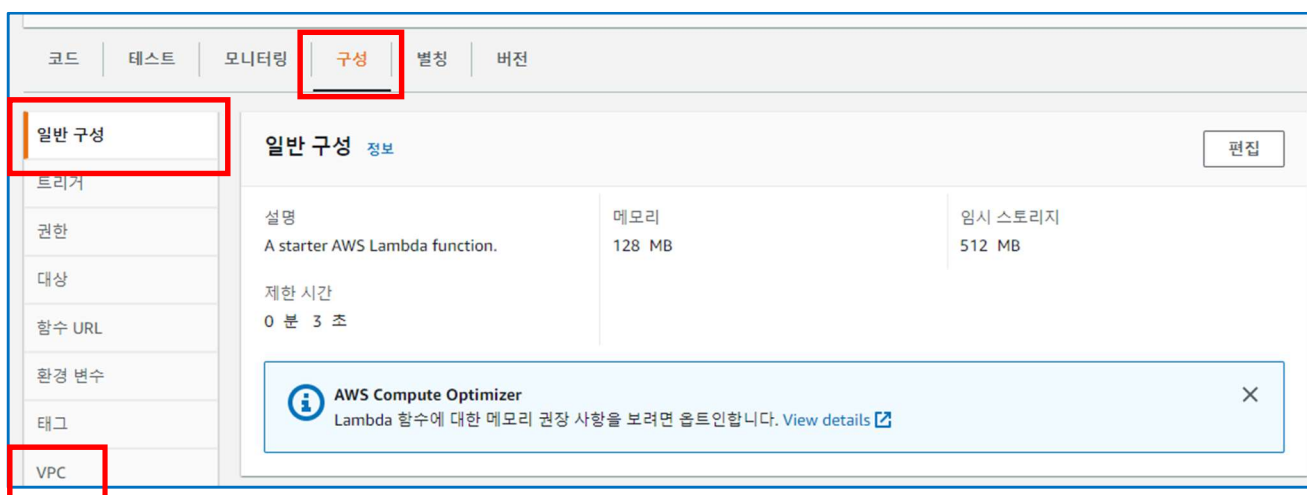 코드 테스트 모니터링 구성 별칭 버전
일반 구성
트리거
권한
대상
함수 URL
환경 변수
태그
VPC
일반 구성 정보 편집
설명 메모리 임시 스토리지
A starter AWS Lambda function. 128 MB 512 MB
제한 시간
0 분 3 초
AWS Compute Optimizer
Lambda 함수에 대한 메모리 권장 사항을 보려면 옵트인합니다. View details